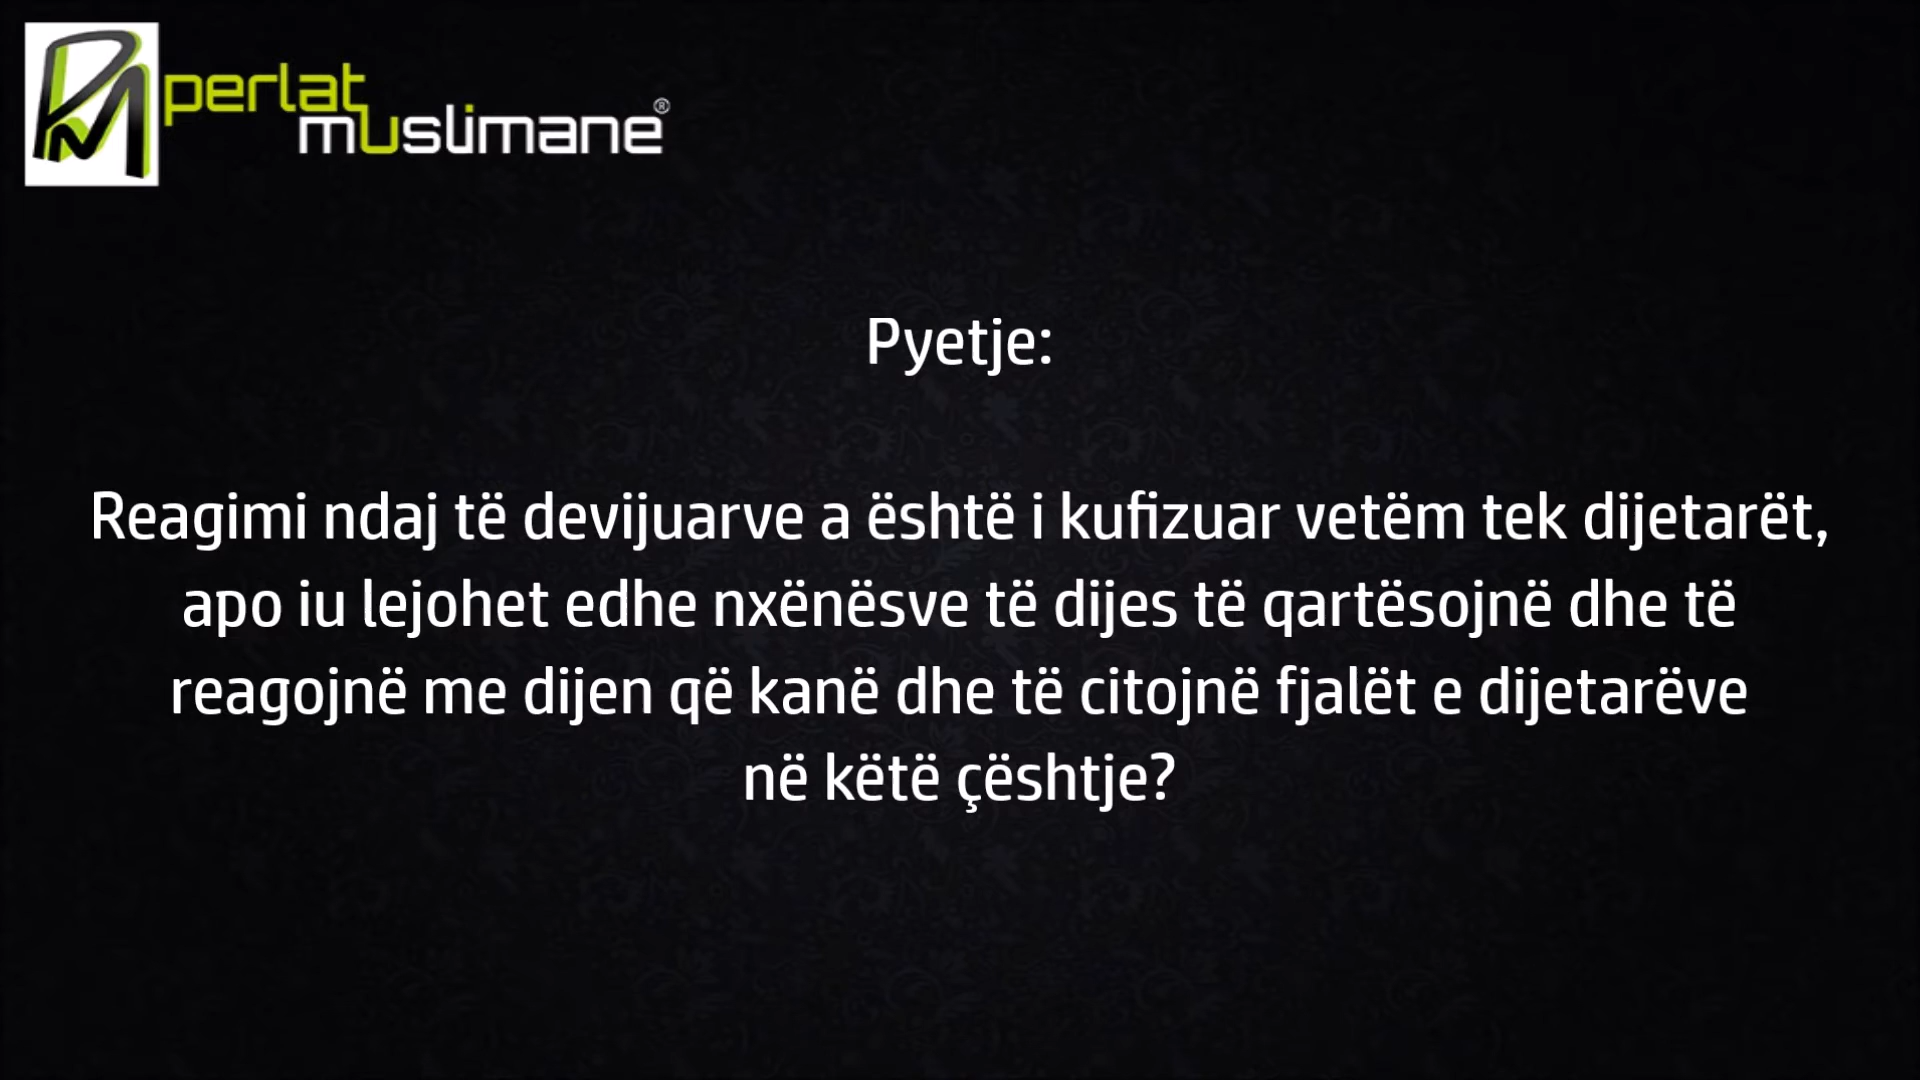 perlat
muslimane®
Pyetje:
Reagimi ndaj të devijuarve a është i kufizuar vetëm tek dijetarët,
apo iu lejohet edhe nxënësve të dijes të qartësojnë dhe të
reagojnë me dijen që kanë dhe të citojnë fjalët e dijetarëve
në këtë çështje?